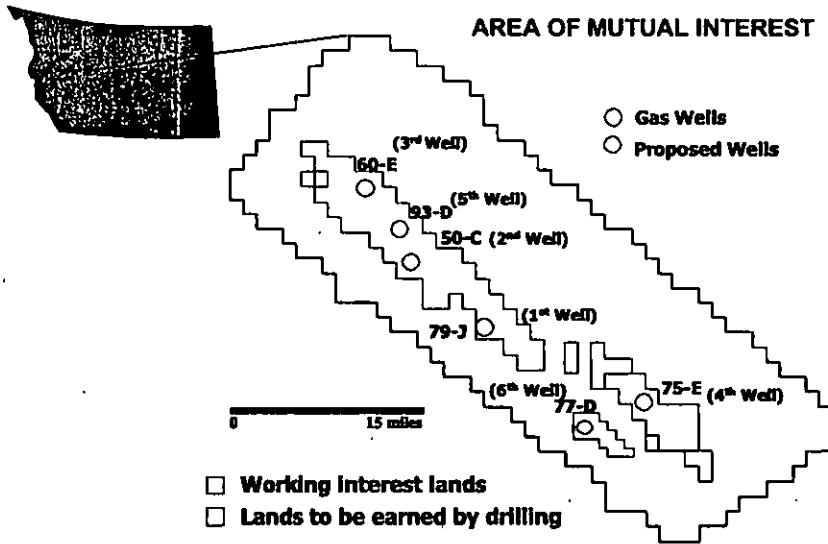 AREA OF MUTUAL INTEREST
Gas Wells
Proposed Wells
(3rd Well)
60-E
(5th Well)
93-D
50-C (2nd Well)
(1st Well)
79-J
(6th Well)
75-E (4th Well)
77-D
0 15 miles
Working interest lands
Lands to be earned by drilling